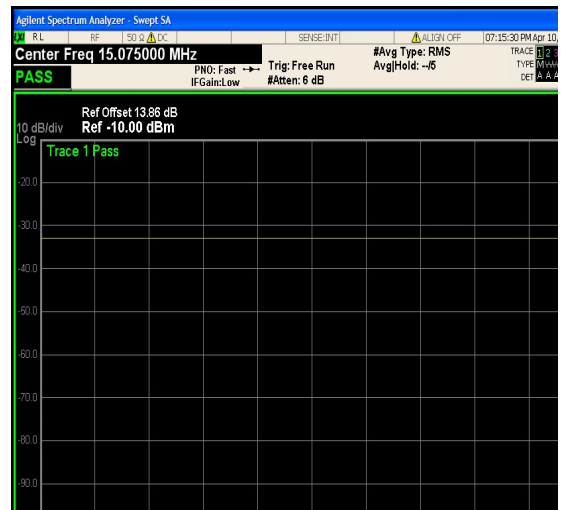 Agilent Spectrum Analyzer - Swept SA
LXI RL RF 50 Ω DC SENSE:INT ALIGN OFF 07:15:30 PM Apr 10,
Center Freq 15.075000 MHz #Avg Type: RMS TRACE 1 2 3
PNO: Fast Trig: Free Run Avg|Hold: --/5 TYPE M
PASS IFGain:Low #Atten: 6 dB DET A A A
Ref Offset 13.86 dB
10 dB/div Ref -10.00 dBm
Log
Trace 1 Pass
-20.0
-30.0
-40.0
-50.0
-60.0
-70.0
-80.0
-90.0